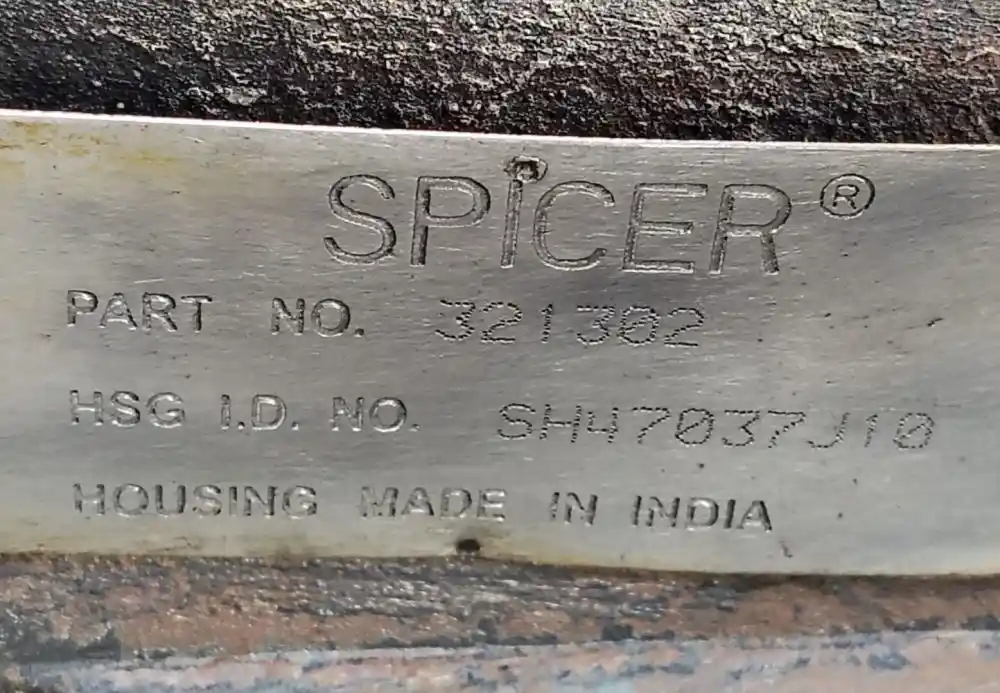 SPiCER®
PART NO. 321302
HSG I.D. NO. SH47037J10
HOUSING MADE IN INDIA